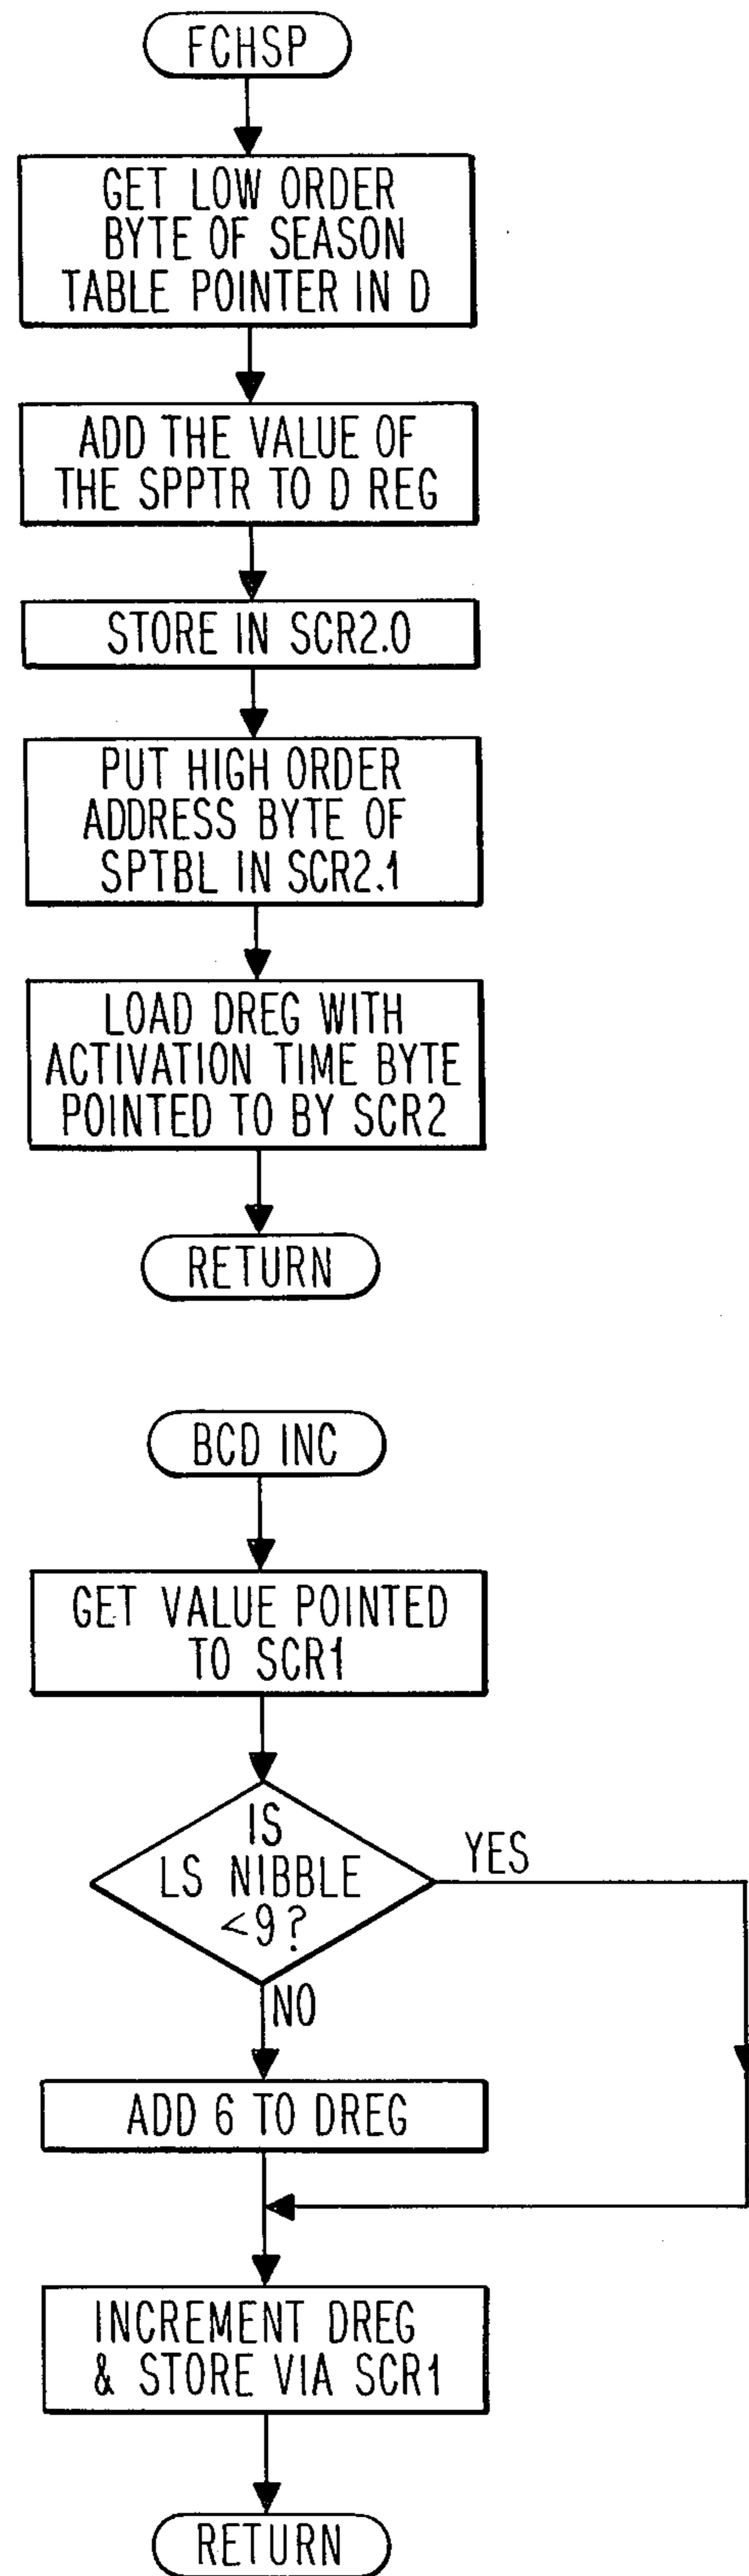 FCHSP
GET LOW ORDER
BYTE OF SEASON
TABLE POINTER IN D
ADD THE VALUE OF
THE SPPTR TO D REG
STORE IN SCR2.0
PUT HIGH ORDER
ADDRESS BYTE OF
SPTBL IN SCR2.1
LOAD DREG WITH
ACTIVATION TIME BYTE
POINTED TO BY SCR2
RETURN
BCD INC
GET VALUE POINTED
TO SCR1
IS
LS NIBBLE
<9?
YES
NO
ADD 6 TO DREG
INCREMENT DREG
& STORE VIA SCR1
RETURN